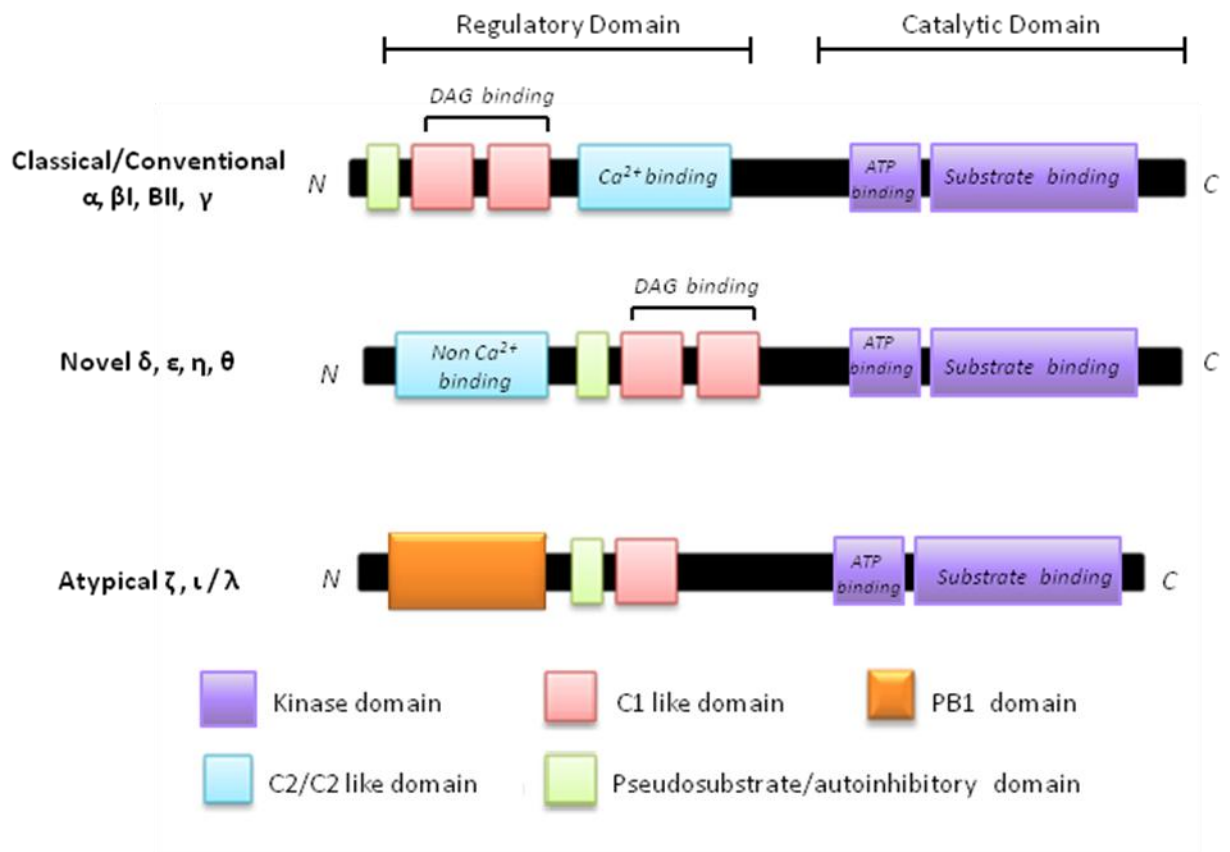 Regulatory Domain
Catalytic Domain
DAG binding
Classical/Conventional
α, βI, BII, γ
N
Ca²⁺ binding
ATP
binding
Substrate binding
C
DAG binding
Novel δ, ε, η, θ
N
Non Ca²⁺
binding
ATP
binding
Substrate binding
C
Atypical ζ, ι / λ
N
ATP
binding
Substrate binding
C
Kinase domain
C1 like domain
PB1 domain
C2/C2 like domain
Pseudosubstrate/autoinhibitory domain